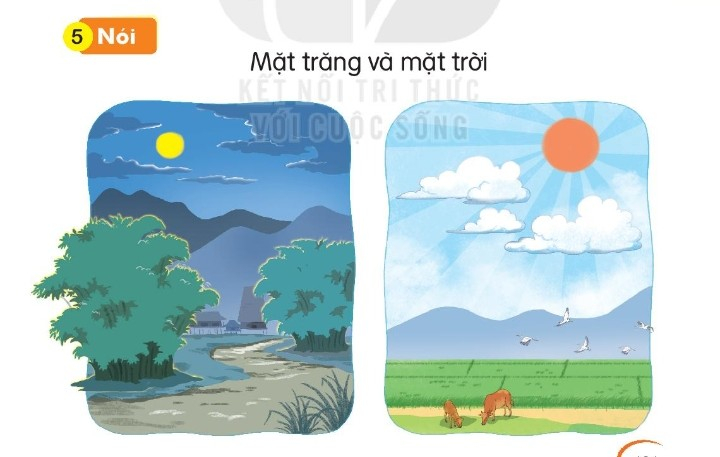 5 Nói
Mặt trăng và mặt trời
KẾT NỐI TRI THỨC
VỚI CUỘC SỐNG